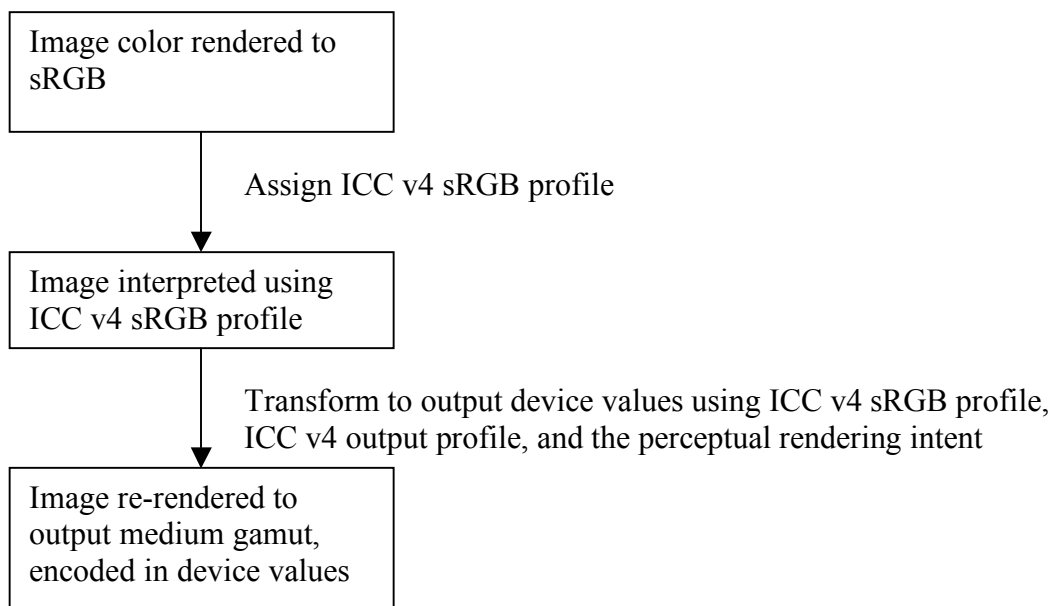 Image color rendered to
sRGB
Assign ICC v4 sRGB profile
Image interpreted using
ICC v4 sRGB profile
Transform to output device values using ICC v4 sRGB profile,
ICC v4 output profile, and the perceptual rendering intent
Image re-rendered to
output medium gamut,
encoded in device values